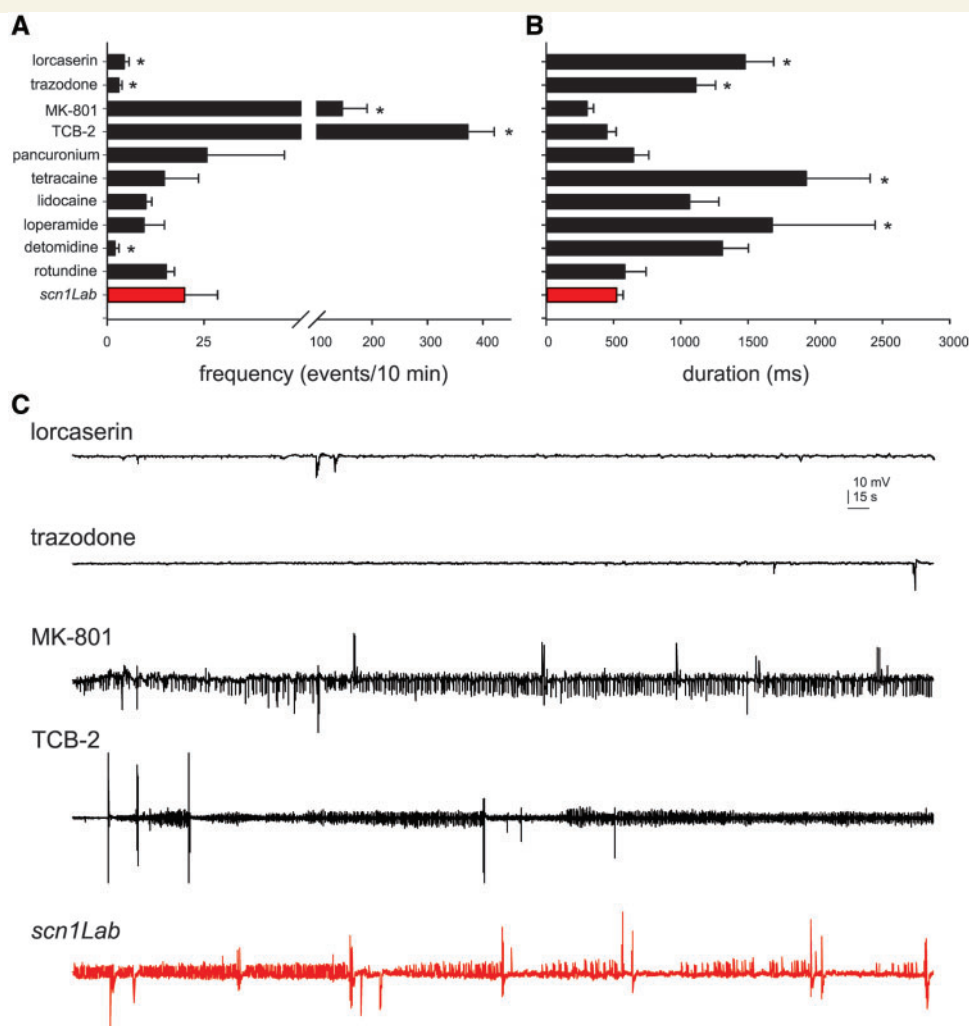 A
B
lorcaserin
trazodone
MK-801
TCB-2
pancuronium
tetracaine
lidocaine
loperamide
detomidine
rotundine
scn1Lab
* * * * * * * * *
0 25 100 200 300 400
0 500 1000 1500 2000 2500 3000
frequency (events/10 min)
duration (ms)
C
lorcaserin
10 mV
15 s
trazodone
MK-801
TCB-2
scn1Lab